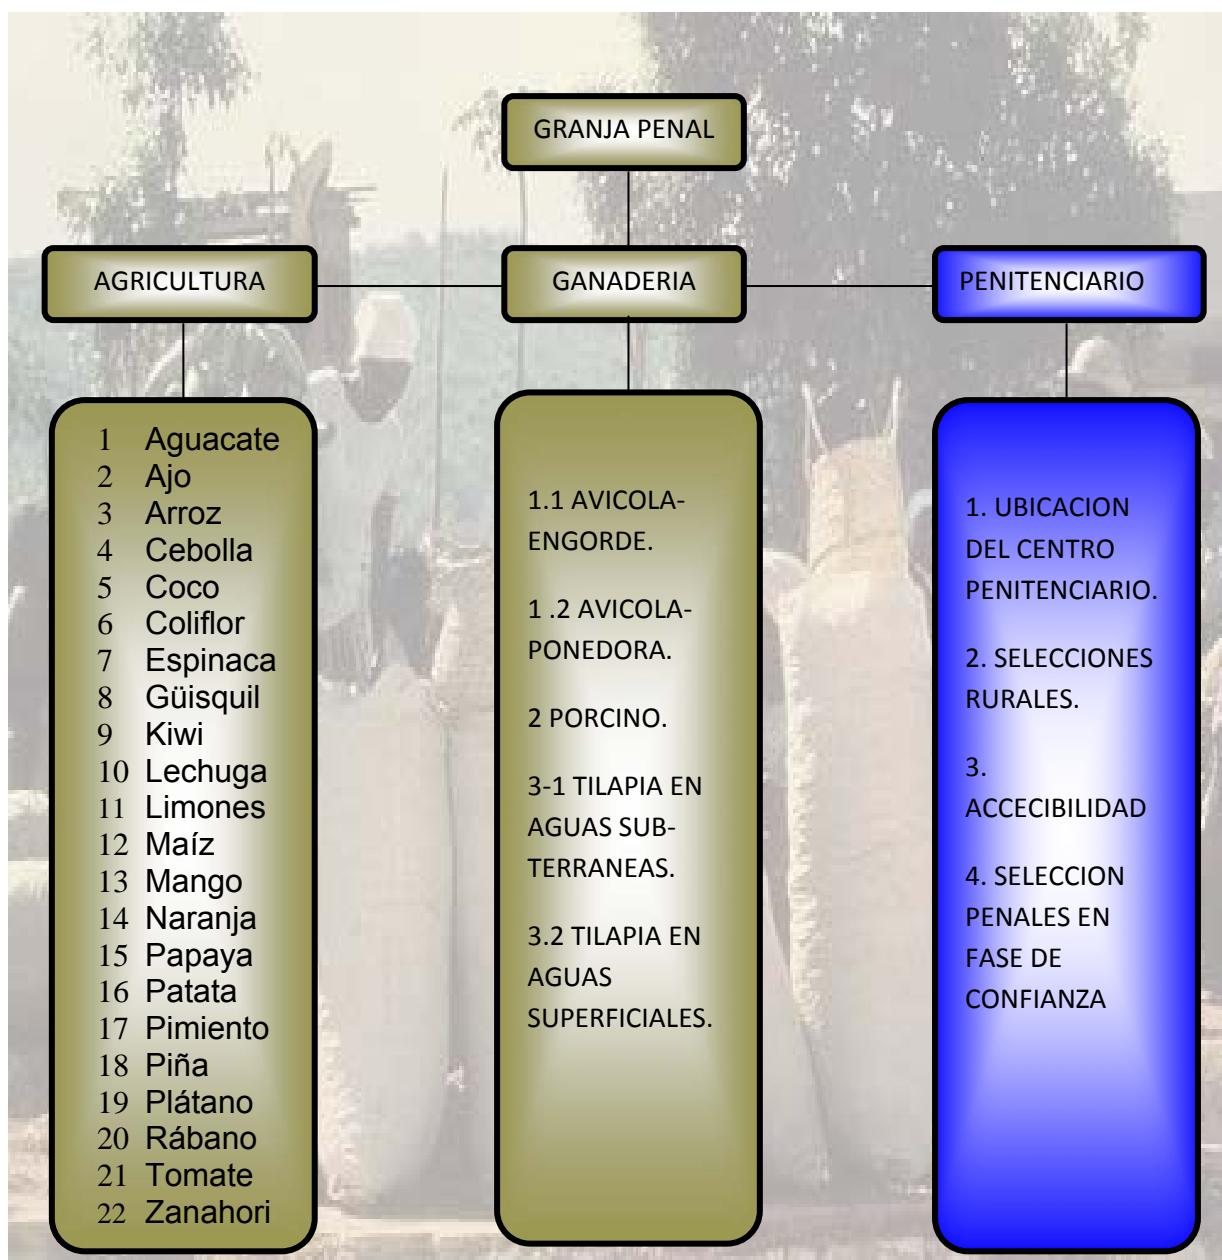 GRANJA PENAL
AGRICULTURA
GANADERIA
PENITENCIARIO
1 Aguacate
2 Ajo
3 Arroz
4 Cebolla
5 Coco
6 Coliflor
7 Espinaca
8 Güisquil
9 Kiwi
10 Lechuga
11 Limones
12 Maíz
13 Mango
14 Naranja
15 Papaya
16 Patata
17 Pimiento
18 Piña
19 Plátano
20 Rábano
21 Tomate
22 Zanahori
1.1 AVICOLA-
ENGORDE.
1 .2 AVICOLA-
PONEDORA.
2 PORCINO.
3-1 TILAPIA EN
AGUAS SUB-
TERRANEAS.
3.2 TILAPIA EN
AGUAS
SUPERFICIALES.
1. UBICACION
DEL CENTRO
PENITENCIARIO.
2. SELECCIONES
RURALES.
3.
ACCECIBILIDAD
4. SELECCION
PENALES EN
FASE DE
CONFIANZA